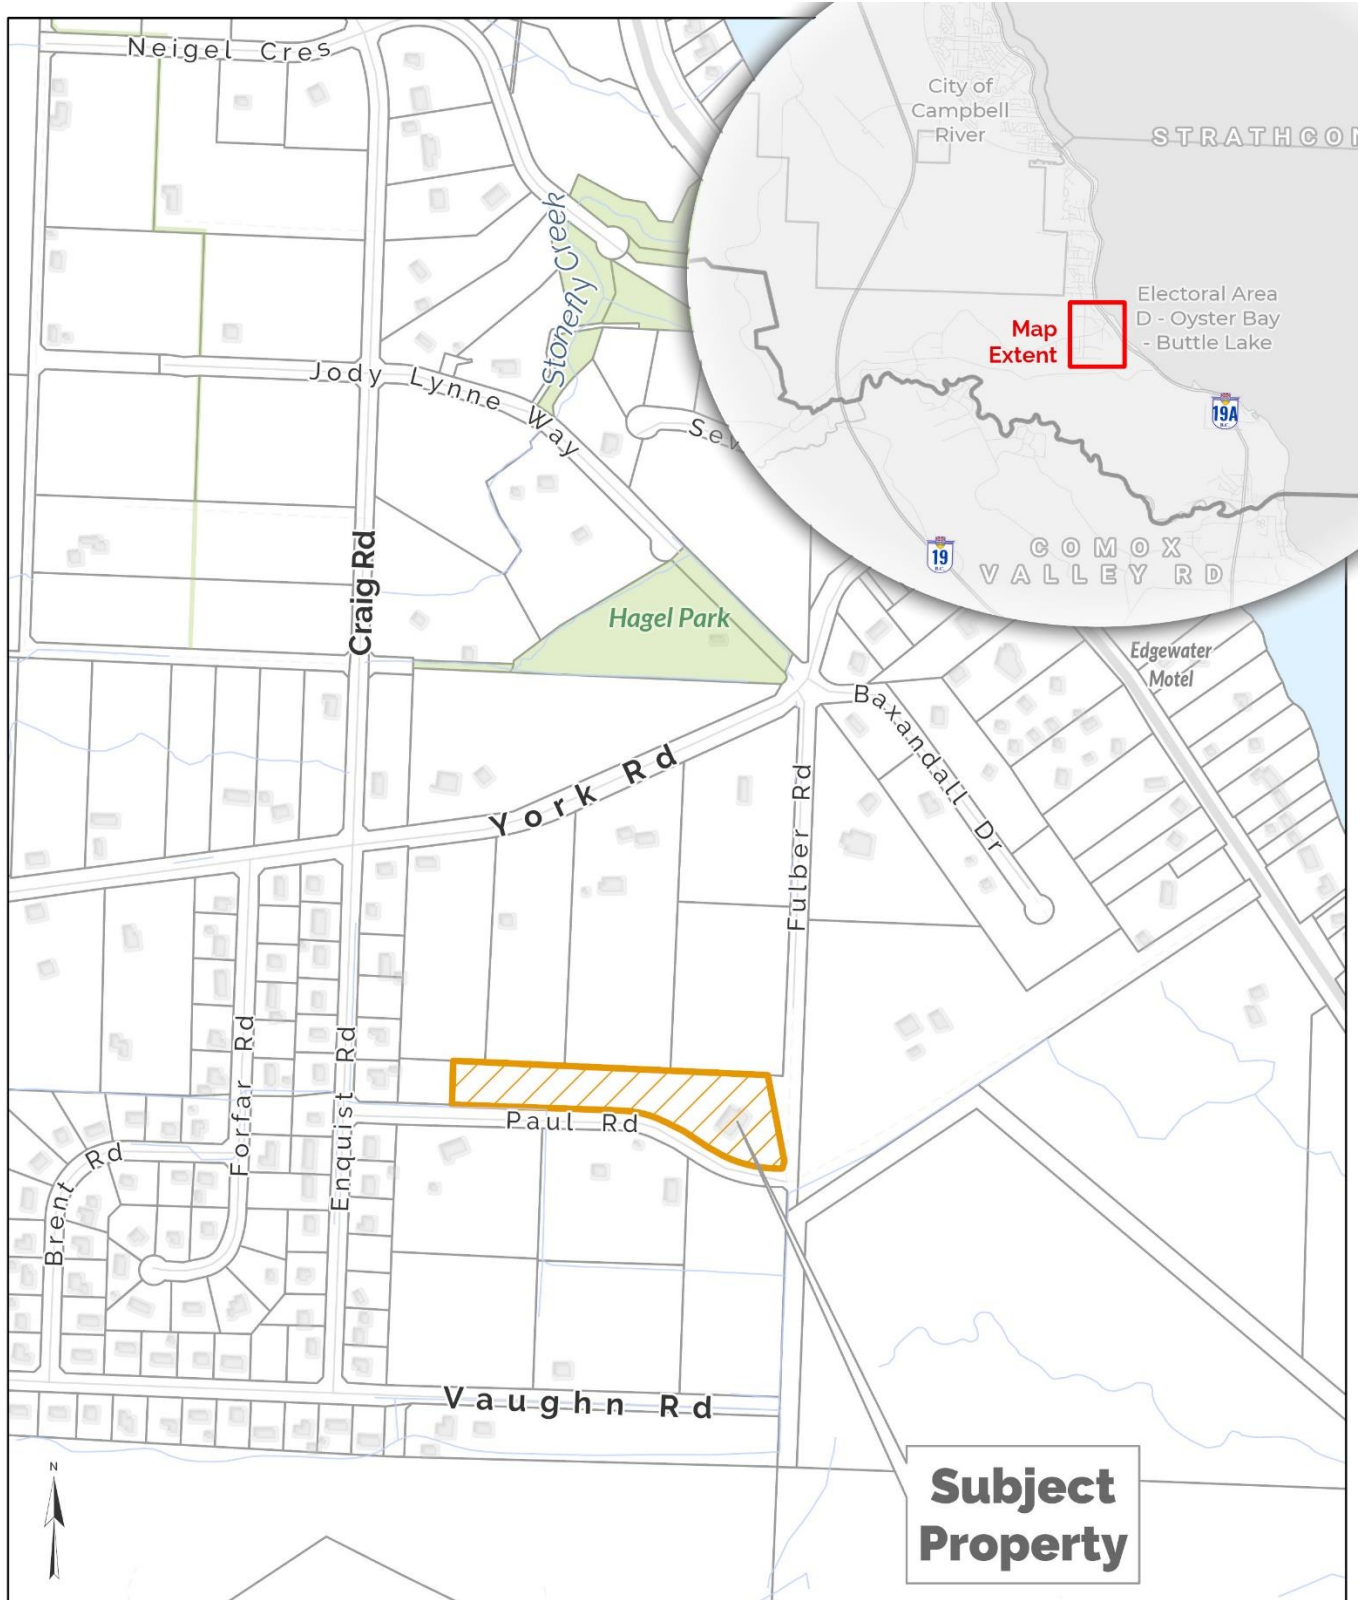 Neigel Cres
City of
Campbell
River
STRATHCON
Stonefly Creek
Electoral Area
D - Oyster Bay
- Buttle Lake
Map
Extent
Jody Lynne Way
19A
B.C.
Sev
Craig Rd
19
B.C.
COMOX
VALLEY RD
Hagel Park
Edgewater
Motel
Baxandall Dr
York Rd
Fulber Rd
Forfar Rd
Enquist Rd
Paul Rd
Brent Rd
Vaughn Rd
N
Subject
Property